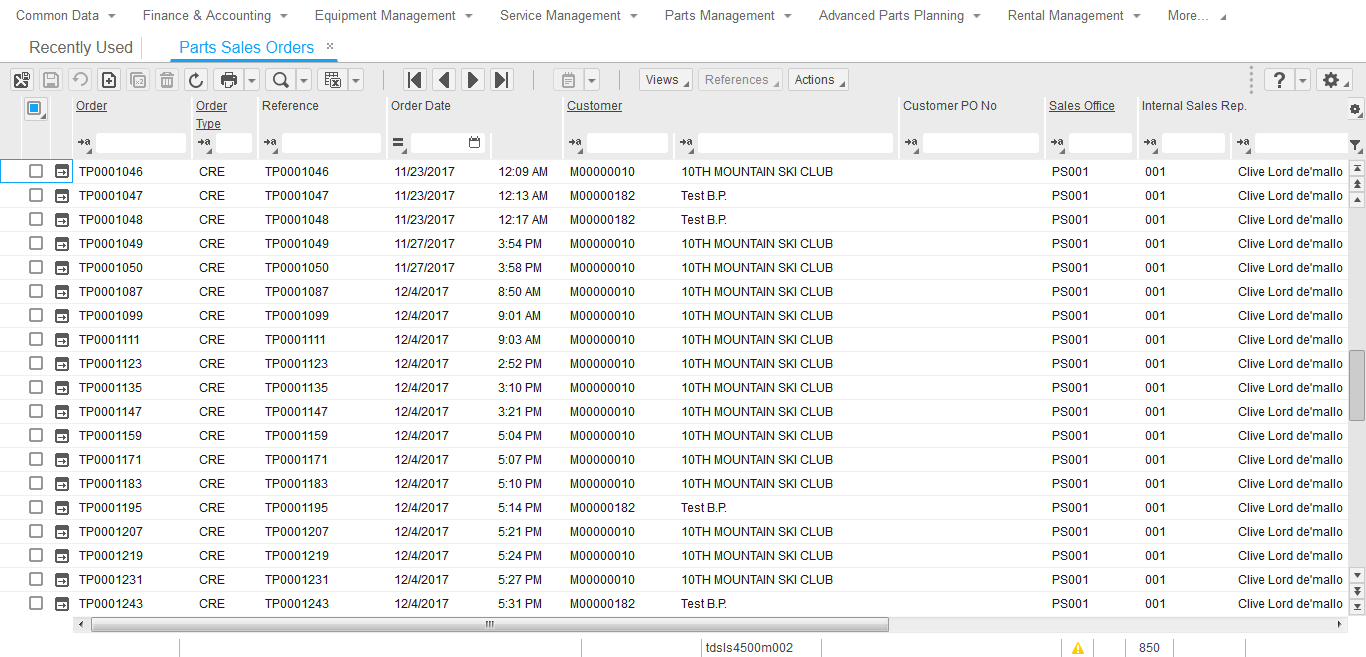 Common Data Finance & Accounting Equipment Management Service Management Parts Management Advanced Parts Planning Rental Management More...
Recently Used Parts Sales Orders ×
Views References Actions ?
Order Order Type Reference Order Date Customer Customer PO No Sales Office Internal Sales Rep.
TP0001046 CRE TP0001046 11/23/2017 12:09 AM M00000010 10TH MOUNTAIN SKI CLUB PS001 001 Clive Lord de'mallo
TP0001047 CRE TP0001047 11/23/2017 12:13 AM M00000182 Test B.P. PS001 001 Clive Lord de'mallo
TP0001048 CRE TP0001048 11/23/2017 12:17 AM M00000182 Test B.P. PS001 001 Clive Lord de'mallo
TP0001049 CRE TP0001049 11/27/2017 3:54 PM M00000010 10TH MOUNTAIN SKI CLUB PS001 001 Clive Lord de'mallo
TP0001050 CRE TP0001050 11/27/2017 3:58 PM M00000010 10TH MOUNTAIN SKI CLUB PS001 001 Clive Lord de'mallo
TP0001087 CRE TP0001087 12/4/2017 8:50 AM M00000010 10TH MOUNTAIN SKI CLUB PS001 001 Clive Lord de'mallo
TP0001099 CRE TP0001099 12/4/2017 9:01 AM M00000010 10TH MOUNTAIN SKI CLUB PS001 001 Clive Lord de'mallo
TP0001111 CRE TP0001111 12/4/2017 9:03 AM M00000010 10TH MOUNTAIN SKI CLUB PS001 001 Clive Lord de'mallo
TP0001123 CRE TP0001123 12/4/2017 2:52 PM M00000010 10TH MOUNTAIN SKI CLUB PS001 001 Clive Lord de'mallo
TP0001135 CRE TP0001135 12/4/2017 3:10 PM M00000010 10TH MOUNTAIN SKI CLUB PS001 001 Clive Lord de'mallo
TP0001147 CRE TP0001147 12/4/2017 3:21 PM M00000010 10TH MOUNTAIN SKI CLUB PS001 001 Clive Lord de'mallo
TP0001159 CRE TP0001159 12/4/2017 5:04 PM M00000010 10TH MOUNTAIN SKI CLUB PS001 001 Clive Lord de'mallo
TP0001171 CRE TP0001171 12/4/2017 5:07 PM M00000010 10TH MOUNTAIN SKI CLUB PS001 001 Clive Lord de'mallo
TP0001183 CRE TP0001183 12/4/2017 5:10 PM M00000010 10TH MOUNTAIN SKI CLUB PS001 001 Clive Lord de'mallo
TP0001195 CRE TP0001195 12/4/2017 5:14 PM M00000182 Test B.P. PS001 001 Clive Lord de'mallo
TP0001207 CRE TP0001207 12/4/2017 5:21 PM M00000010 10TH MOUNTAIN SKI CLUB PS001 001 Clive Lord de'mallo
TP0001219 CRE TP0001219 12/4/2017 5:24 PM M00000010 10TH MOUNTAIN SKI CLUB PS001 001 Clive Lord de'mallo
TP0001231 CRE TP0001231 12/4/2017 5:27 PM M00000010 10TH MOUNTAIN SKI CLUB PS001 001 Clive Lord de'mallo
TP0001243 CRE TP0001243 12/4/2017 5:31 PM M00000182 Test B.P. PS001 001 Clive Lord de'mallo
tdsls4500m002 850